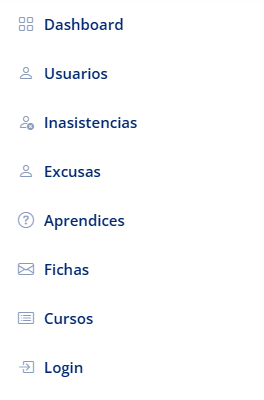 Dashboard
Usuarios
Inasistencias
Excusas
Aprendices
Fichas
Cursos
Login